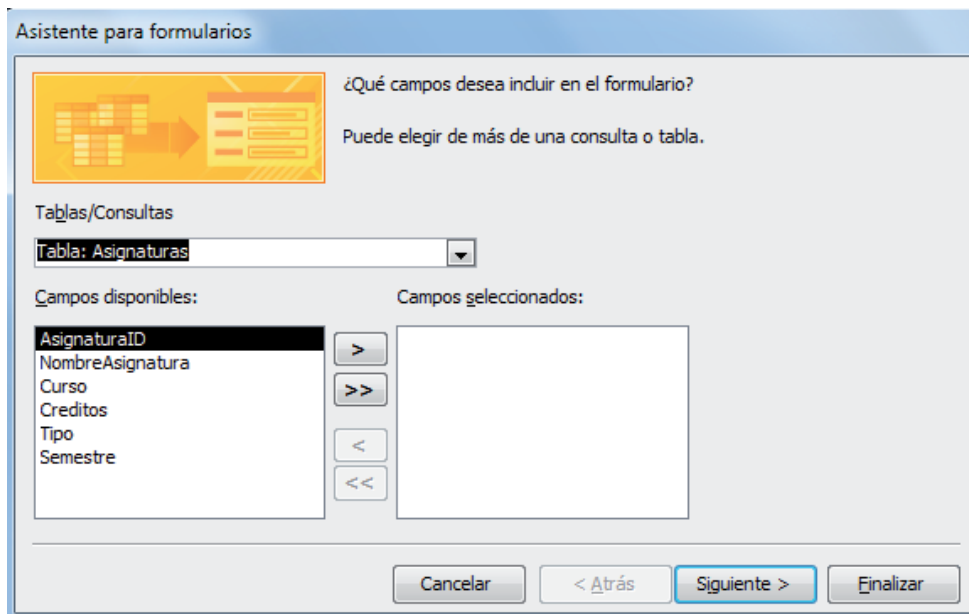 Asistente para formularios
¿Qué campos desea incluir en el formulario?
Puede elegir de más de una consulta o tabla.
Tablas/Consultas
Tabla: Asignaturas
Campos disponibles:
Campos seleccionados:
AsignaturaID
NombreAsignatura
Curso
Creditos
Tipo
Semestre
>
>>
<
<<
Cancelar
< Atrás
Siguiente >
Finalizar